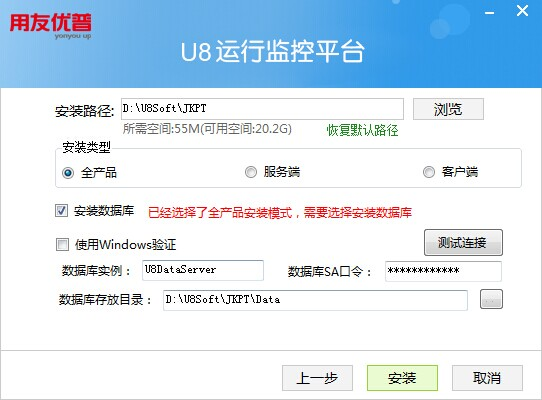 用友优普
yonyou up
U8 运行监控平台
安装路径: D:\U8Soft\JKPT 浏览
所需空间:55M(可用空间:20.2G) 恢复默认路径
安装类型
全产品 服务端 客户端
安装数据库 已经选择了全产品安装模式，需要选择安装数据库
使用Windows验证 测试连接
数据库实例： U8DataServer 数据库SA口令： ************
数据库存放目录： D:\U8Soft\JKPT\Data ...
上一步 安装 取消